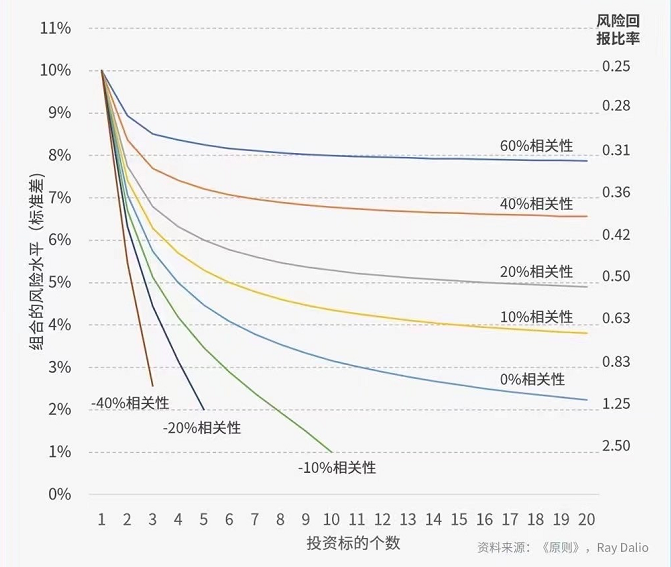 风险回
报比率
11%
10% 0.25
9% 0.28
60%相关性
8% 0.31
7% 0.36
40%相关性
6% 0.42
20%相关性
5% 0.50
10%相关性
4% 0.63
3% 0.83
0%相关性
2% 1.25
-40%相关性
-20%相关性
1% 2.50
-10%相关性
0%
组合的风险水平（标准差)
1 2 3 4 5 6 7 8 9 10 11 12 13 14 15 16 17 18 19 20
投资标的个数
资料来源：《原则》，Ray Dalio